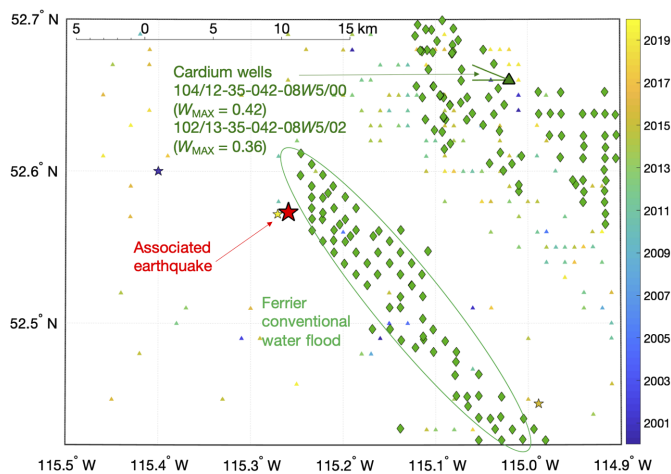 52.7˚ N
5 0 5 10 15 km
Cardium wells
104/12-35-042-08W5/00
(WMAX = 0.42)
102/13-35-042-08W5/02
(WMAX = 0.36)
52.6˚ N
Associated
earthquake
Ferrier
conventional
water flood
52.5˚ N
115.5˚ W 115.4˚ W 115.3˚ W 115.2˚ W 115.1˚ W 115.0˚ W 114.9˚ W
2019
2017
2015
2013
2011
2009
2007
2005
2003
2001